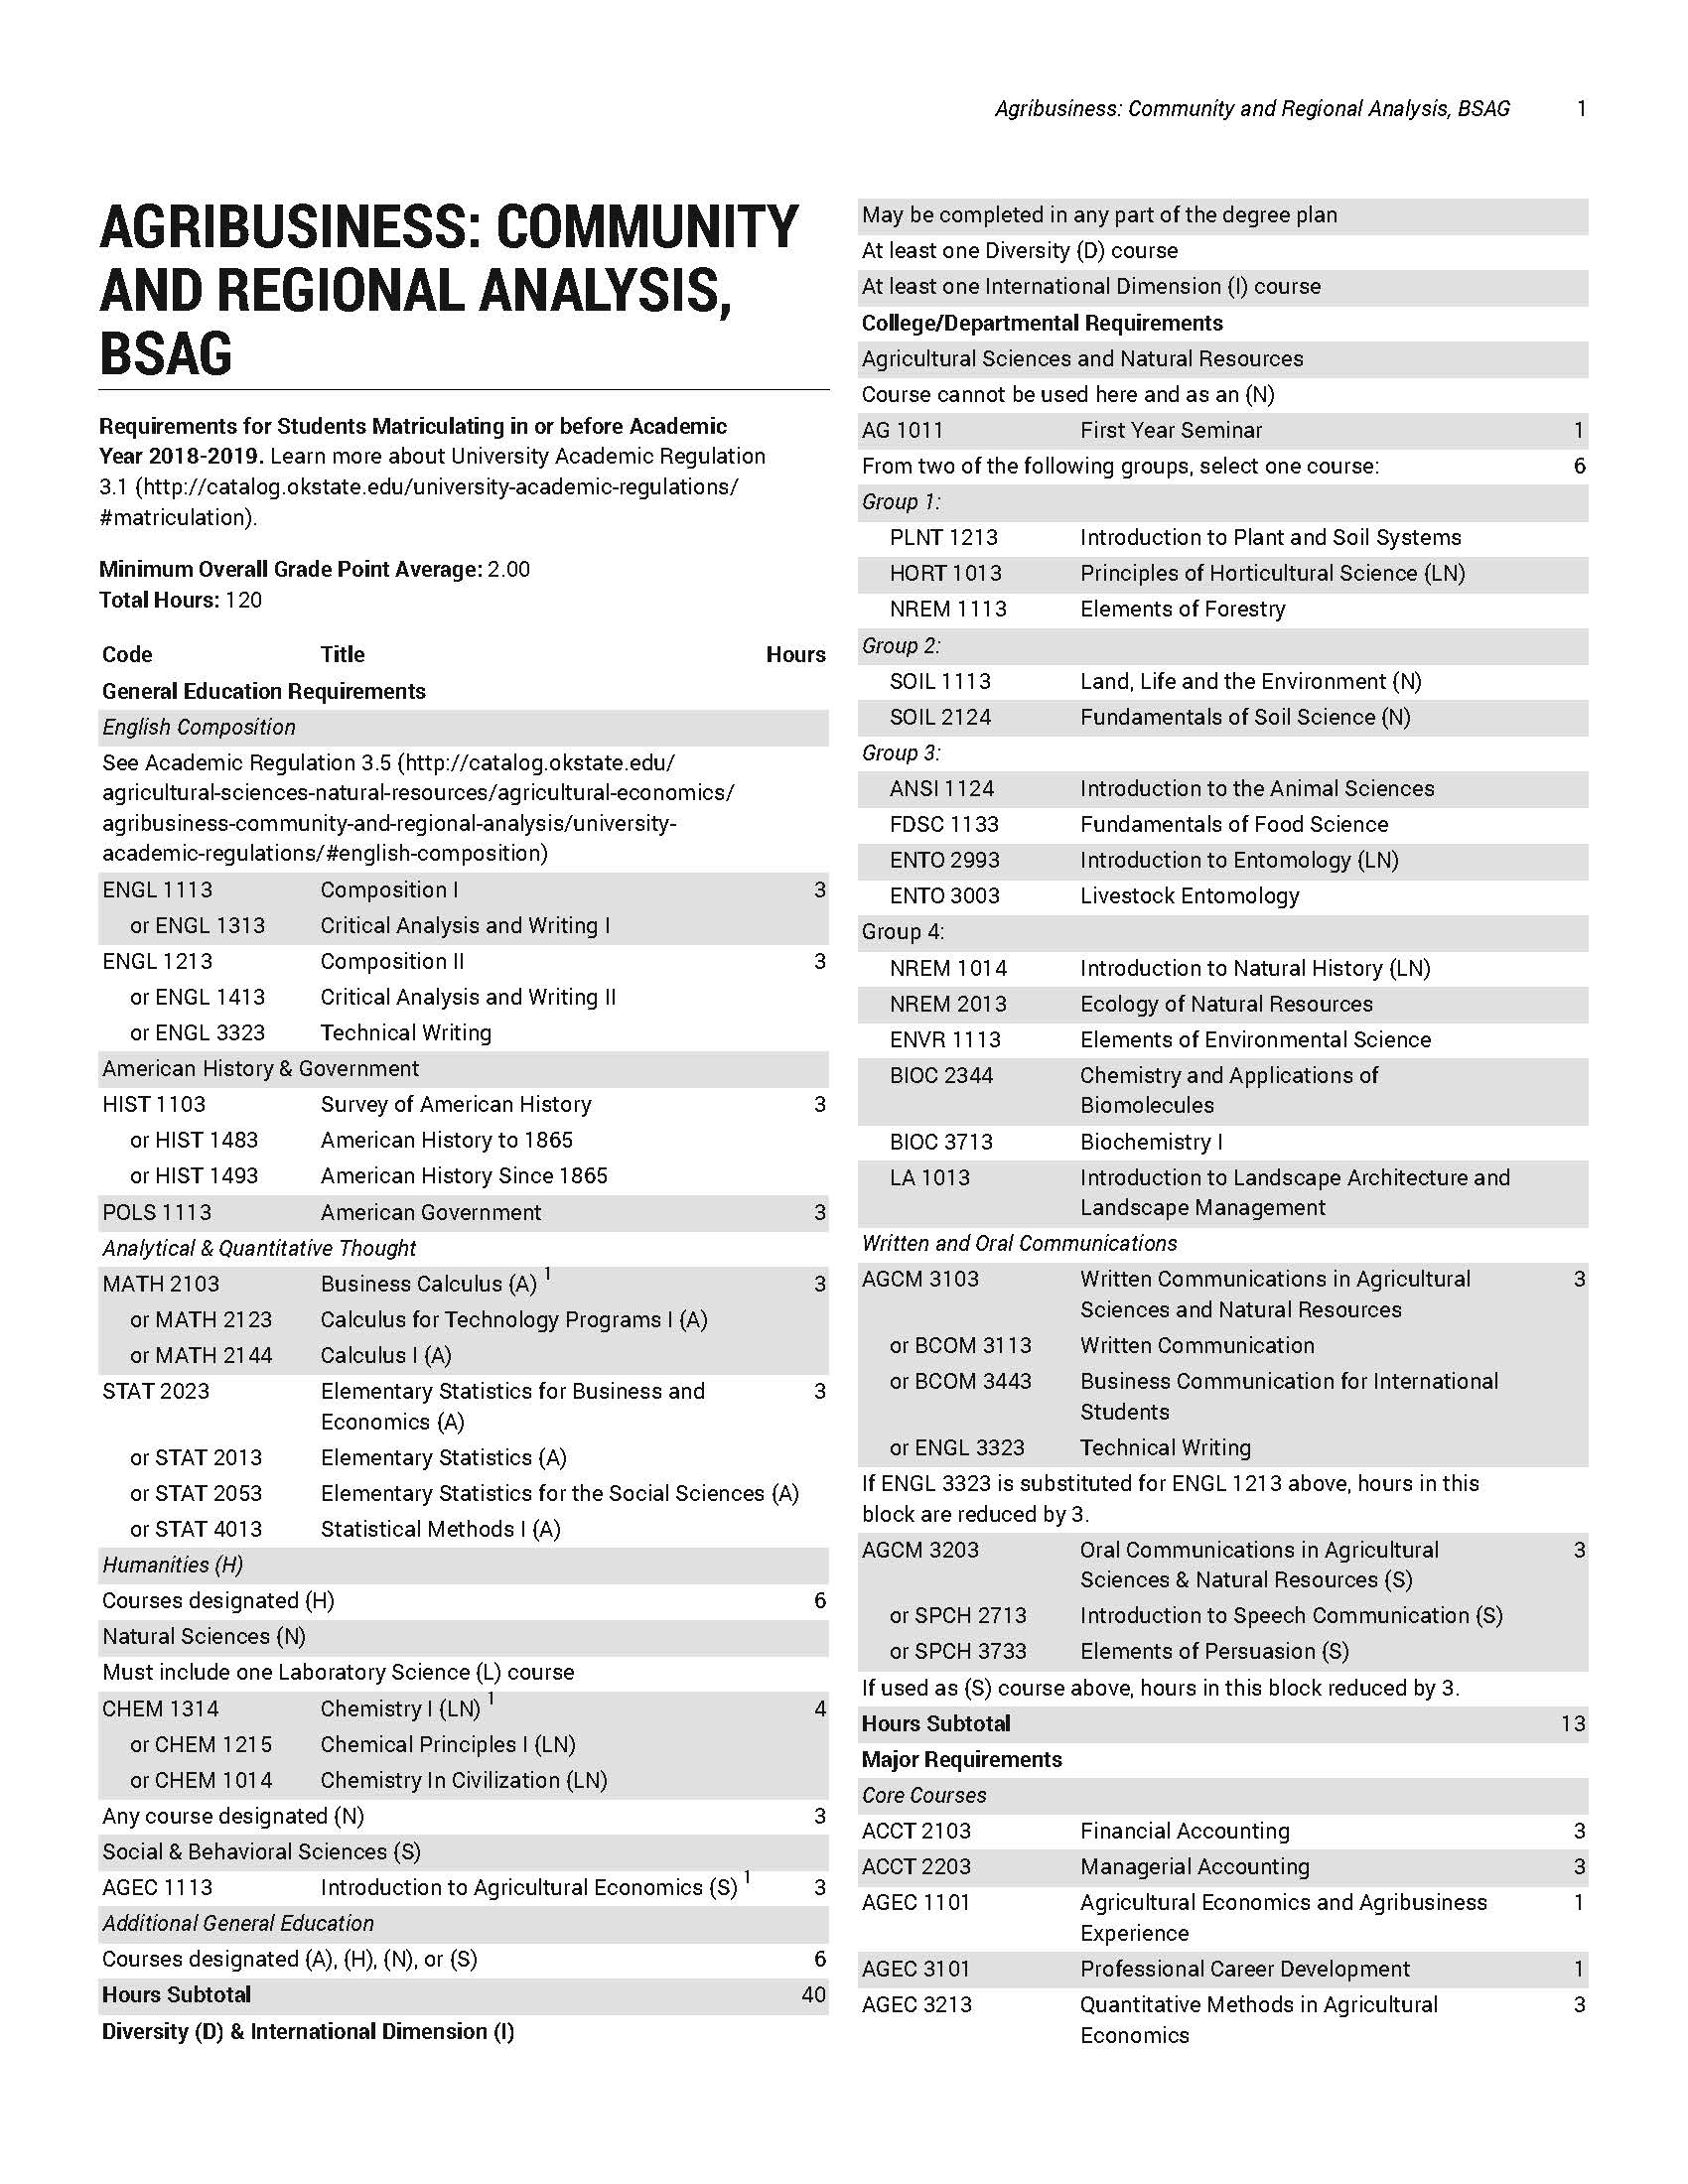 Agribusiness: Community and Regional Analysis, BSAG 1
AGRIBUSINESS: COMMUNITY
AND REGIONAL ANALYSIS,
BSAG
Requirements for Students Matriculating in or before Academic
Year 2018-2019. Learn more about University Academic Regulation
3.1 (http://catalog.okstate.edu/university-academic-regulations/
#matriculation).
Minimum Overall Grade Point Average: 2.00
Total Hours: 120
Code Title Hours
General Education Requirements
English Composition
See Academic Regulation 3.5 (http://catalog.okstate.edu/
agricultural-sciences-natural-resources/agricultural-economics/
agribusiness-community-and-regional-analysis/university-
academic-regulations/#english-composition)
ENGL 1113 Composition I 3
or ENGL 1313 Critical Analysis and Writing I
ENGL 1213 Composition II 3
or ENGL 1413 Critical Analysis and Writing II
or ENGL 3323 Technical Writing
American History & Government
HIST 1103 Survey of American History 3
or HIST 1483 American History to 1865
or HIST 1493 American History Since 1865
POLS 1113 American Government 3
Analytical & Quantitative Thought
MATH 2103 Business Calculus (A) 1 3
or MATH 2123 Calculus for Technology Programs I (A)
or MATH 2144 Calculus I (A)
STAT 2023 Elementary Statistics for Business and 3
Economics (A)
or STAT 2013 Elementary Statistics (A)
or STAT 2053 Elementary Statistics for the Social Sciences (A)
or STAT 4013 Statistical Methods I (A)
Humanities (H)
Courses designated (H) 6
Natural Sciences (N)
Must include one Laboratory Science (L) course
CHEM 1314 Chemistry I (LN) 1 4
or CHEM 1215 Chemical Principles I (LN)
or CHEM 1014 Chemistry In Civilization (LN)
Any course designated (N) 3
Social & Behavioral Sciences (S)
AGEC 1113 Introduction to Agricultural Economics (S) 1 3
Additional General Education
Courses designated (A), (H), (N), or (S) 6
Hours Subtotal 40
Diversity (D) & International Dimension (I)
May be completed in any part of the degree plan
At least one Diversity (D) course
At least one International Dimension (I) course
College/Departmental Requirements
Agricultural Sciences and Natural Resources
Course cannot be used here and as an (N)
AG 1011 First Year Seminar 1
From two of the following groups, select one course: 6
Group 1:
PLNT 1213 Introduction to Plant and Soil Systems
HORT 1013 Principles of Horticultural Science (LN)
NREM 1113 Elements of Forestry
Group 2:
SOIL 1113 Land, Life and the Environment (N)
SOIL 2124 Fundamentals of Soil Science (N)
Group 3:
ANSI 1124 Introduction to the Animal Sciences
FDSC 1133 Fundamentals of Food Science
ENTO 2993 Introduction to Entomology (LN)
ENTO 3003 Livestock Entomology
Group 4:
NREM 1014 Introduction to Natural History (LN)
NREM 2013 Ecology of Natural Resources
ENVR 1113 Elements of Environmental Science
BIOC 2344 Chemistry and Applications of
Biomolecules
BIOC 3713 Biochemistry I
LA 1013 Introduction to Landscape Architecture and
Landscape Management
Written and Oral Communications
AGCM 3103 Written Communications in Agricultural 3
Sciences and Natural Resources
or BCOM 3113 Written Communication
or BCOM 3443 Business Communication for International
Students
or ENGL 3323 Technical Writing
If ENGL 3323 is substituted for ENGL 1213 above, hours in this
block are reduced by 3.
AGCM 3203 Oral Communications in Agricultural 3
Sciences & Natural Resources (S)
or SPCH 2713 Introduction to Speech Communication (S)
or SPCH 3733 Elements of Persuasion (S)
If used as (S) course above, hours in this block reduced by 3.
Hours Subtotal 13
Major Requirements
Core Courses
ACCT 2103 Financial Accounting 3
ACCT 2203 Managerial Accounting 3
AGEC 1101 Agricultural Economics and Agribusiness 1
Experience
AGEC 3101 Professional Career Development 1
AGEC 3213 Quantitative Methods in Agricultural 3
Economics